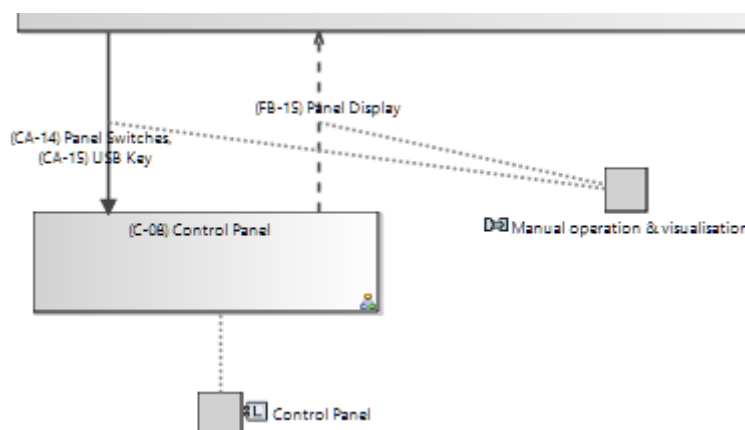 (FB-15) Panel Display
(CA-14) Panel Switches,
(CA-15) USB Key
(C-08) Control Panel
Manual operation & visualisation
Control Panel